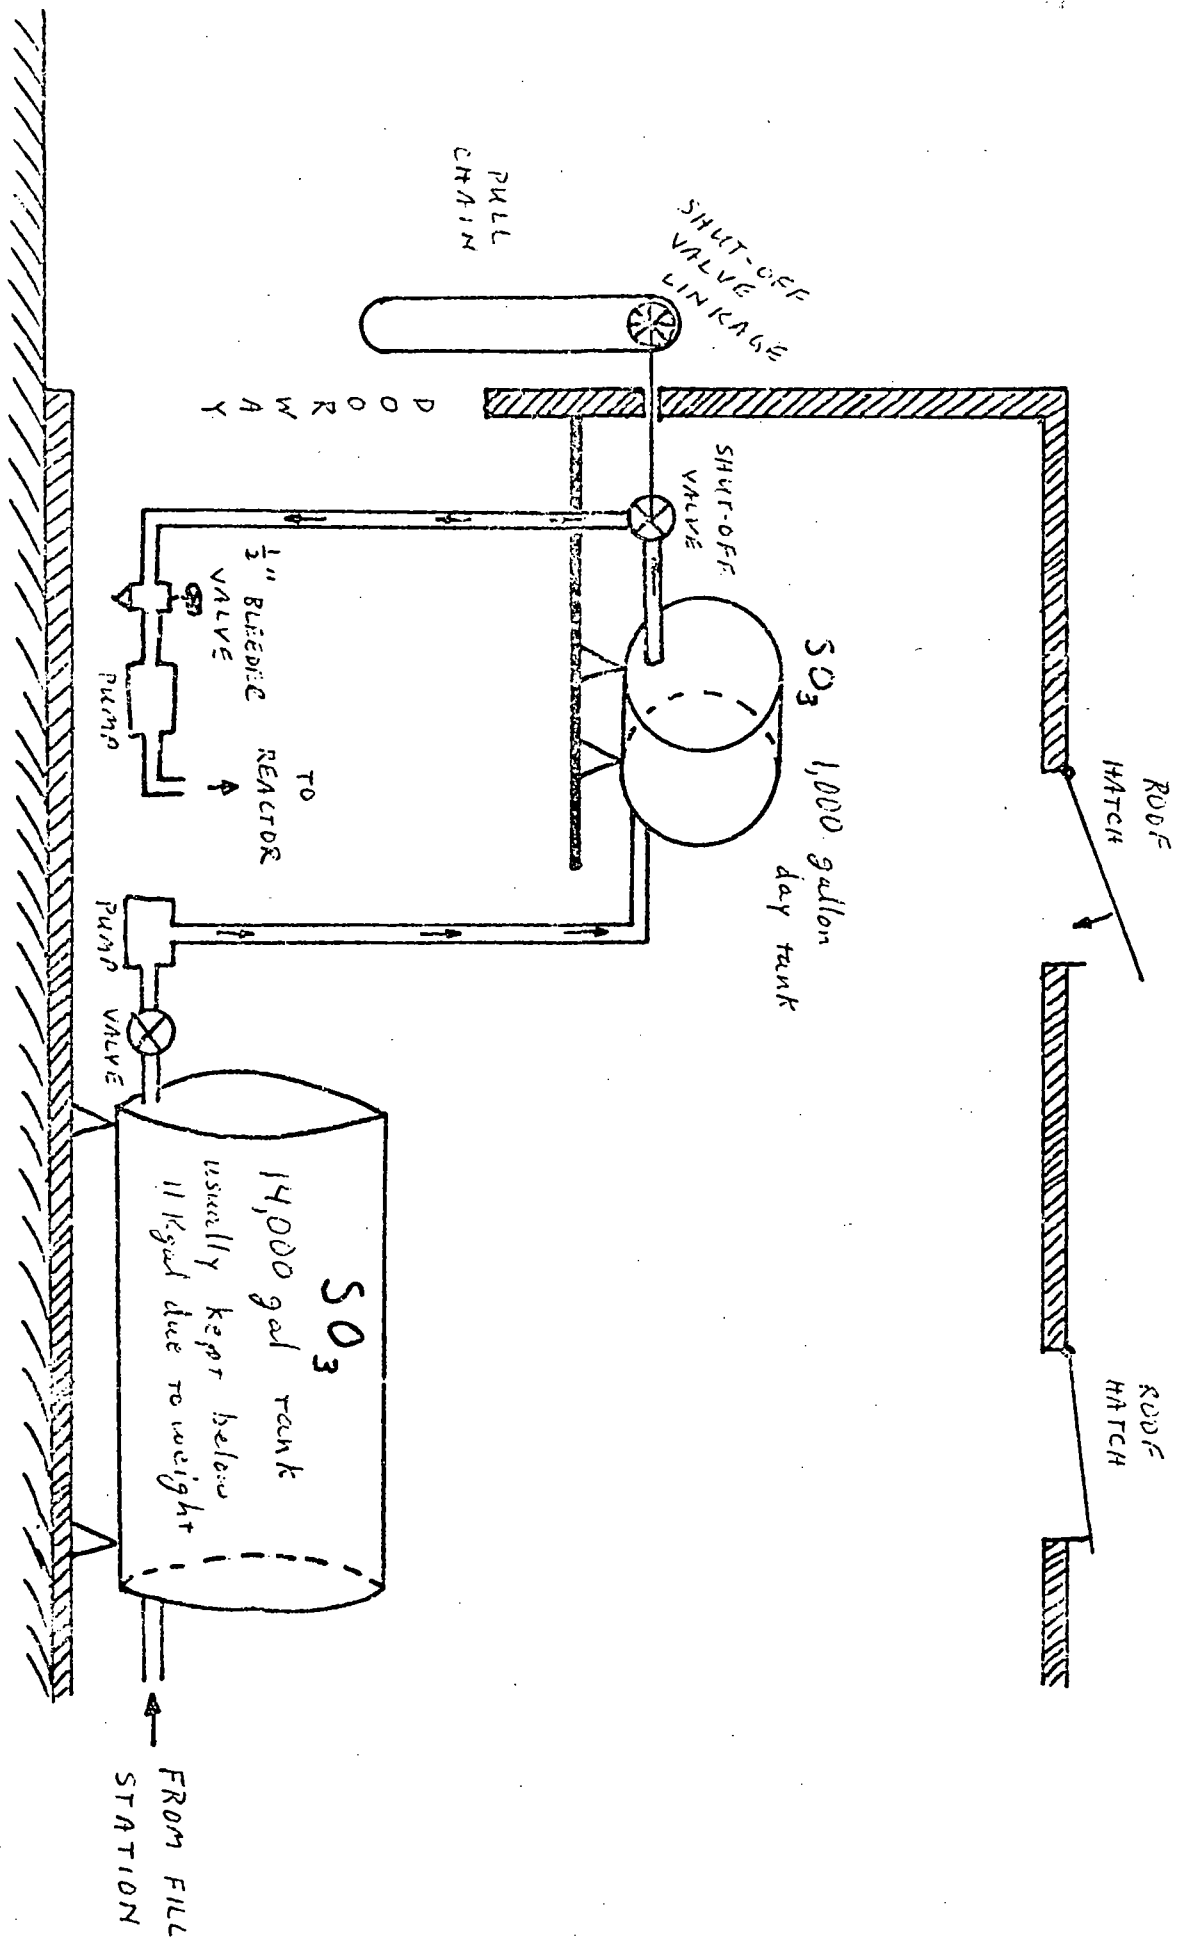 ROOF
HATCH
ROOF
HATCH
SO3
1,000 gallon
day tank
SHUT-OFF
VALVE
LINKAGE
SHUT-OFF
VALVE
PULL
CHAIN
DOORWAY
1/2" BLEEDER
VALVE
PUMP
TO
REACTOR
PUMP
VALVE
SO3
14,000 gal tank
usually kept below
11 Kgal due to weight
FROM FILL
STATION